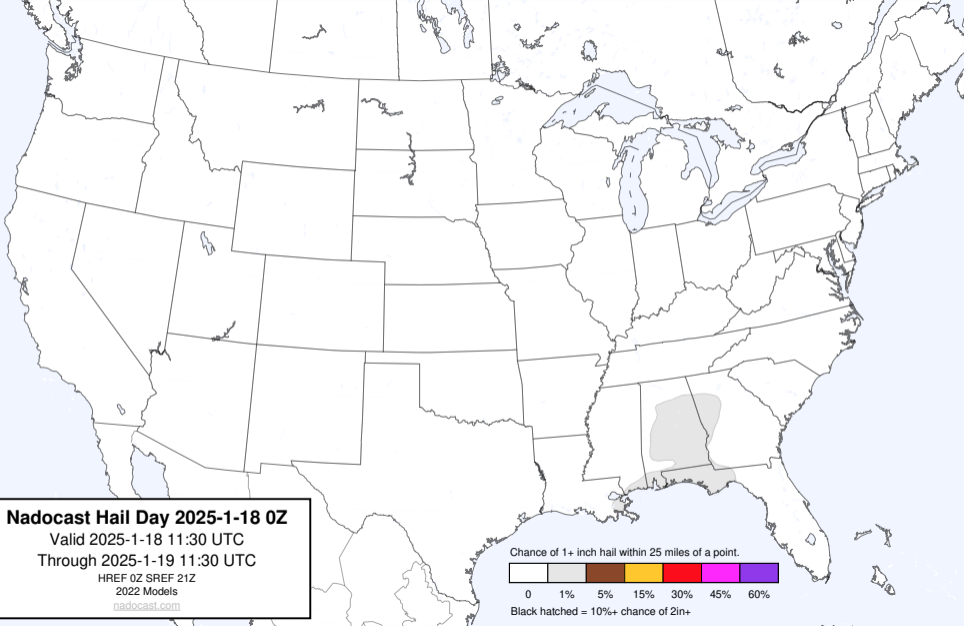 Nadocast Hail Day 2025-1-18 0Z
Valid 2025-1-18 11:30 UTC
Through 2025-1-19 11:30 UTC
HREF 0Z SREF 21Z
2022 Models
nadocast.com
Chance of 1+ inch hail within 25 miles of a point.
0 1% 5% 15% 30% 45% 60%
Black hatched = 10%+ chance of 2in+